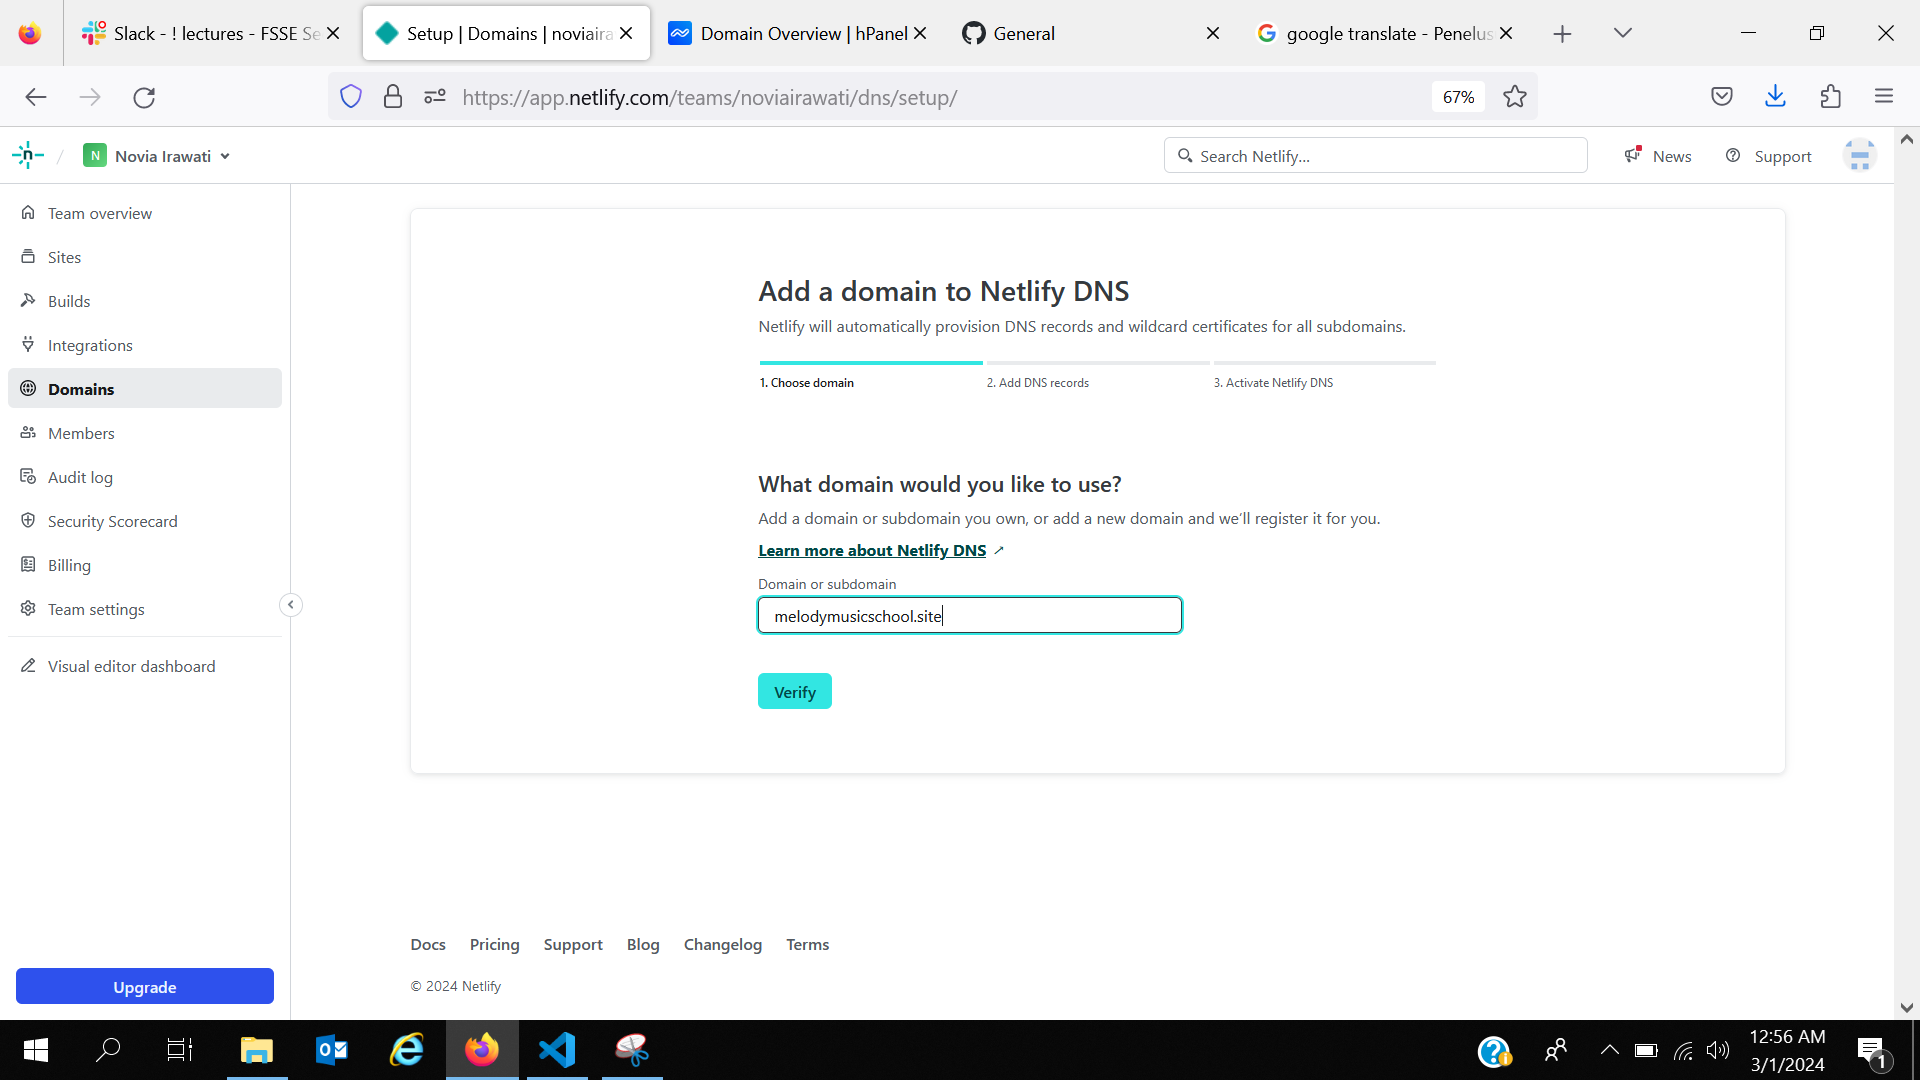 Slack - ! lectures - FSSE Se
Setup | Domains | noviaira
Domain Overview | hPanel
General
google translate - Penelus
https://app.netlify.com/teams/noviairawati/dns/setup/
67%
n
/
N
Novia Irawati
Search Netlify...
News
Support
Team overview
Sites
Builds
Integrations
Domains
Members
Audit log
Security Scorecard
Billing
Team settings
Visual editor dashboard
Upgrade
Add a domain to Netlify DNS
Netlify will automatically provision DNS records and wildcard certificates for all subdomains.
1. Choose domain
2. Add DNS records
3. Activate Netlify DNS
What domain would you like to use?
Add a domain or subdomain you own, or add a new domain and we’ll register it for you.
Learn more about Netlify DNS ↗
Domain or subdomain
melodymusicschool.site
Verify
Docs
Pricing
Support
Blog
Changelog
Terms
© 2024 Netlify
12:56 AM
3/1/2024
1